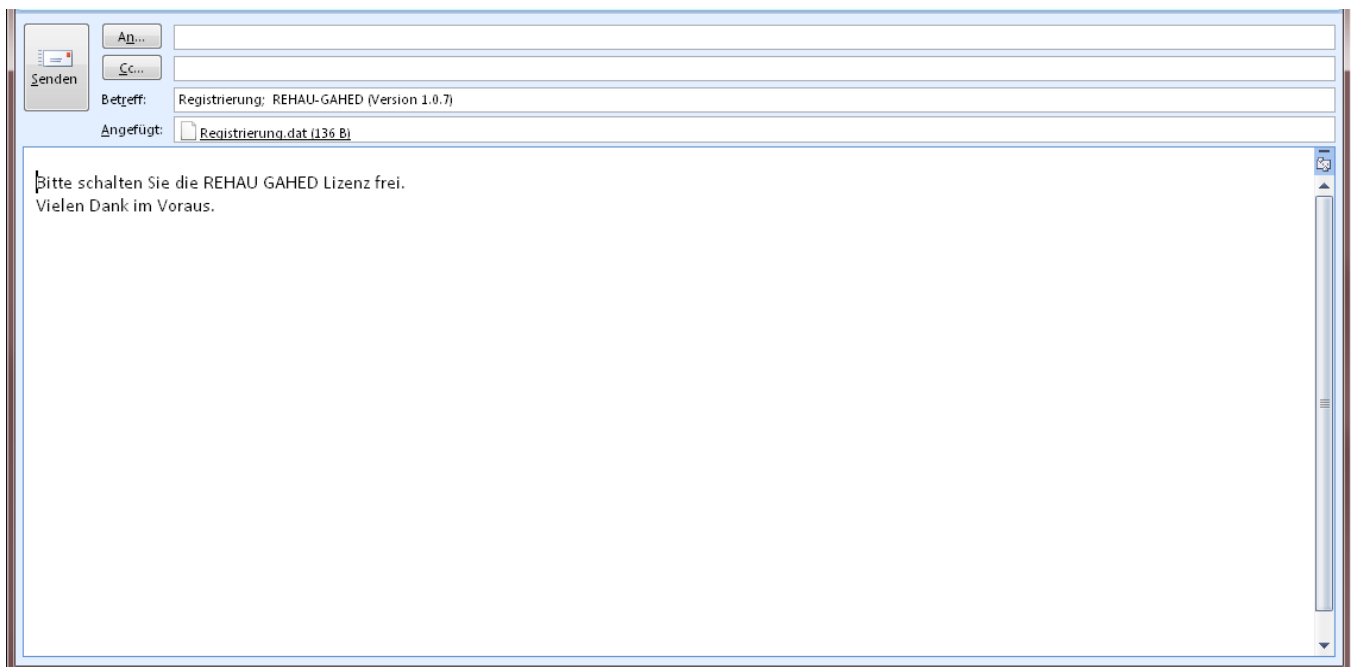 An...
Senden
Cc...
Betreff: Registrierung; REHAU-GAHED (Version 1.0.7)
Angefügt: Registrierung.dat (136 B)
Bitte schalten Sie die REHAU GAHED Lizenz frei.
Vielen Dank im Voraus.